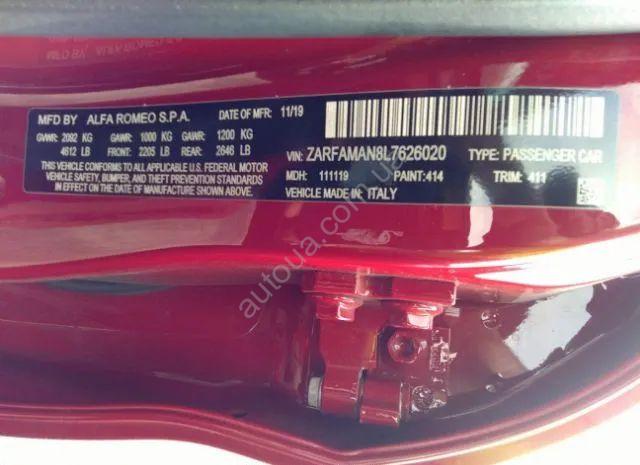 MFD BY ALFA ROMEO S.P.A. DATE OF MFR: 11/19
GVWR: 2092 KG GAWR: 1000 KG GAWR: 1200 KG
4612 LB FRONT: 2205 LB REAR: 2646 LB
THIS VEHICLE CONFORMS TO ALL APPLICABLE U.S. FEDERAL MOTOR
VEHICLE SAFETY, BUMPER, AND THEFT PREVENTION STANDARDS
IN EFFECT ON THE DATE OF MANUFACTURE SHOWN ABOVE.
VIN: ZARFAMAN8L7626020 TYPE: PASSENGER CAR
MDH: 111119 PAINT: 414 TRIM: 411
VEHICLE MADE IN: ITALY
autoua.com.ua